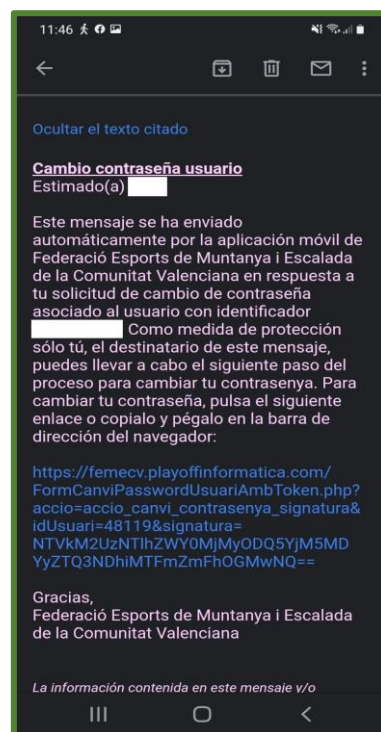 11:46
Ocultar el texto citado
Cambio contraseña usuario
Estimado(a)
Este mensaje se ha enviado
automáticamente por la aplicación móvil de
Federació Esports de Muntanya i Escalada
de la Comunitat Valenciana en respuesta a
tu solicitud de cambio de contraseña
asociado al usuario con identificador
Como medida de protección
sólo tú, el destinatario de este mensaje,
puedes llevar a cabo el siguiente paso del
proceso para cambiar tu contrasenya. Para
cambiar tu contraseña, pulsa el siguiente
enlace o copialo y pégalo en la barra de
dirección del navegador:
https://femecv.playoffinformatica.com/
FormCanviPasswordUsuariAmbToken.php?
accio=accio_canvi_contrasenya_signatura&
idUsuari=48119&signatura=
NTVkM2UzNTlhZWY0MjMyODQ5YjM5MD
YyZTQ3NDhiMTFmZmFhOGMwNQ==
Gracias,
Federació Esports de Muntanya i Escalada
de la Comunitat Valenciana
La información contenida en este mensaje y/o